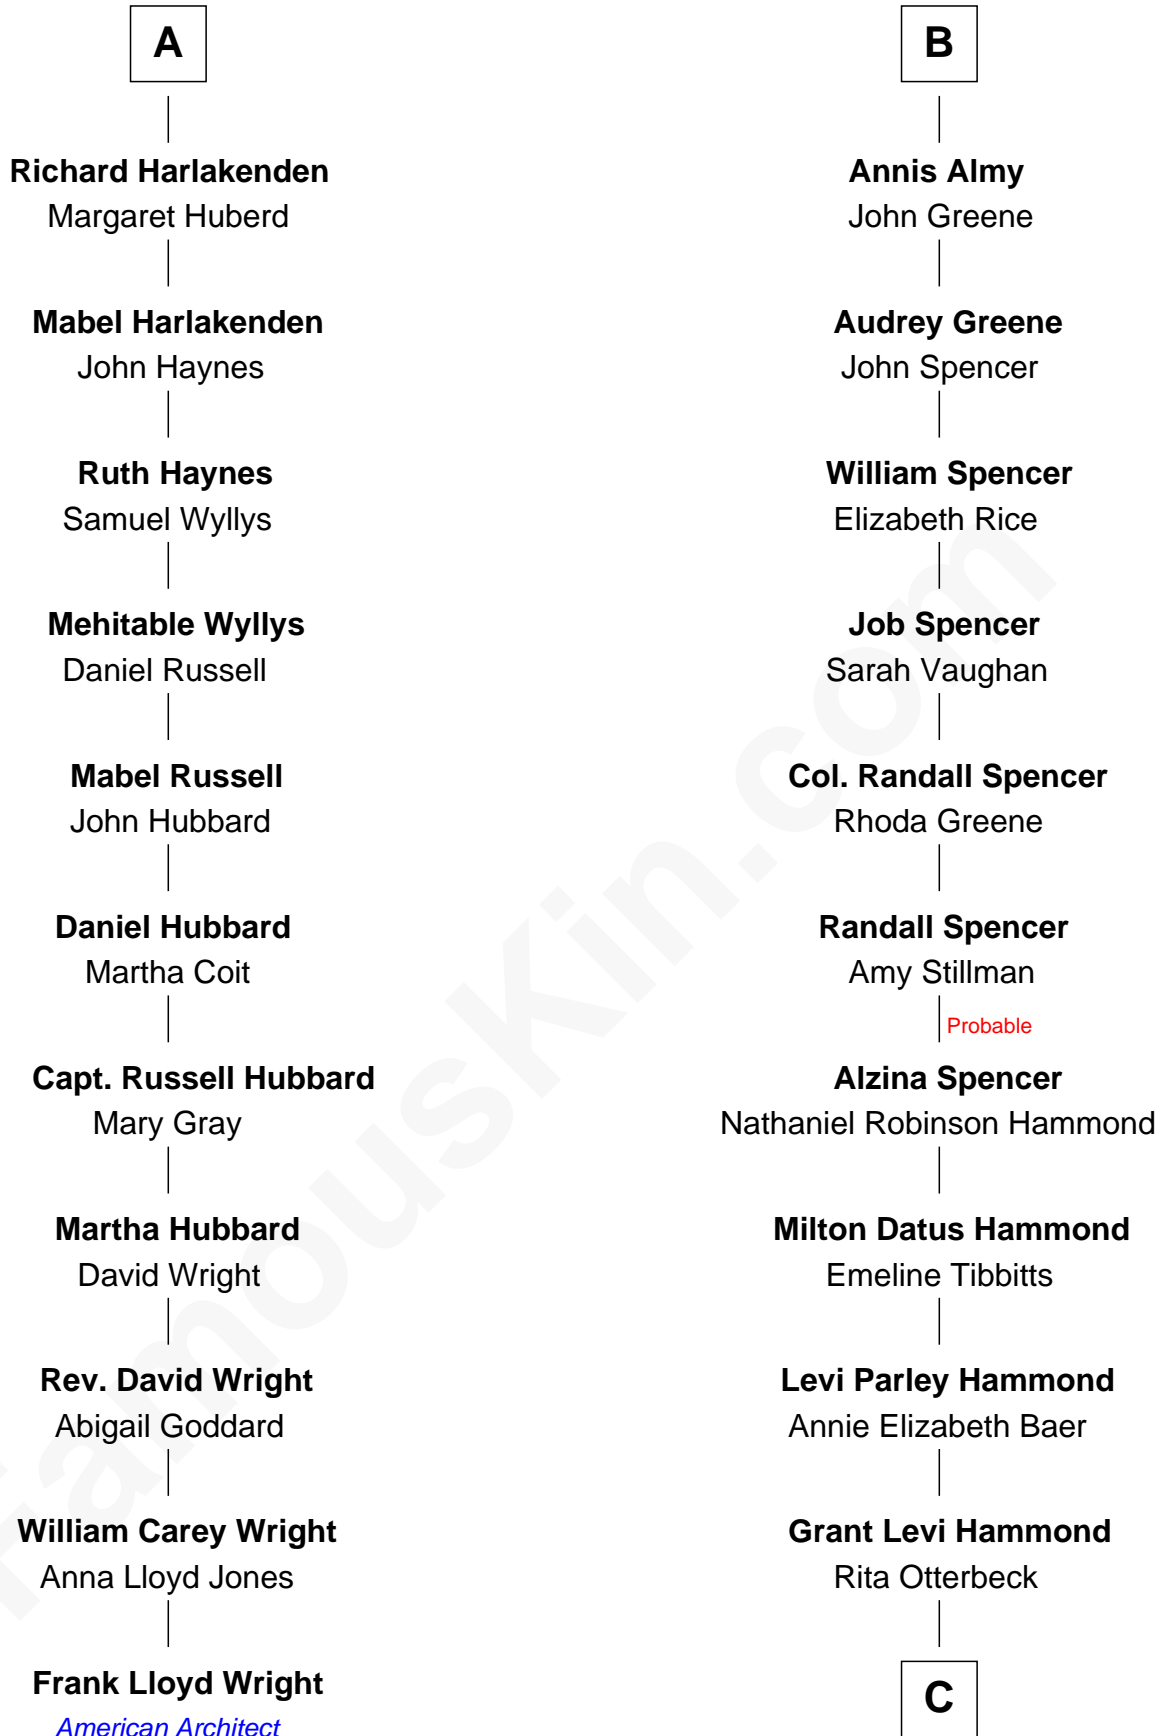 A
Richard Harlakenden
Margaret Huberd
Mabel Harlakenden
John Haynes
Ruth Haynes
Samuel Wyllys
Mehitable Wyllys
Daniel Russell
Mabel Russell
John Hubbard
Daniel Hubbard
Martha Coit
Capt. Russell Hubbard
Mary Gray
Martha Hubbard
David Wright
Rev. David Wright
Abigail Goddard
William Carey Wright
Anna Lloyd Jones
Frank Lloyd Wright
American Architect
B
Annis Almy
John Greene
Audrey Greene
John Spencer
William Spencer
Elizabeth Rice
Job Spencer
Sarah Vaughan
Col. Randall Spencer
Rhoda Greene
Randall Spencer
Amy Stillman
Probable
Alzina Spencer
Nathaniel Robinson Hammond
Milton Datus Hammond
Emeline Tibbitts
Levi Parley Hammond
Annie Elizabeth Baer
Grant Levi Hammond
Rita Otterbeck
C
FamousKin.com